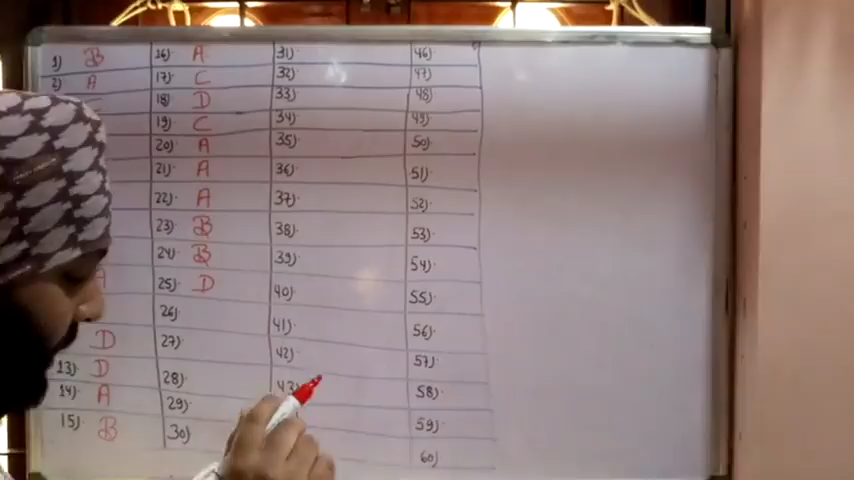 1) B
2) A
13) D
14) A
15) B
16) A
17) C
18) D
19) C
20) A
21) A
22) A
23) B
24) B
25) D
26)
27)
28)
29)
30)
31)
32)
33)
34)
35)
36)
37)
38)
39)
40)
41)
42)
43)
46)
47)
48)
49)
50)
51)
52)
53)
54)
55)
56)
57)
58)
59)
60)